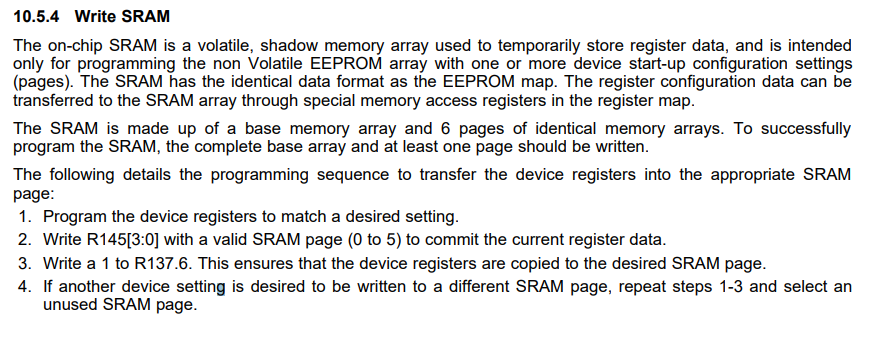 10.5.4 Write SRAM
The on-chip SRAM is a volatile, shadow memory array used to temporarily store register data, and is intended
only for programming the non Volatile EEPROM array with one or more device start-up configuration settings
(pages). The SRAM has the identical data format as the EEPROM map. The register configuration data can be
transferred to the SRAM array through special memory access registers in the register map.
The SRAM is made up of a base memory array and 6 pages of identical memory arrays. To successfully
program the SRAM, the complete base array and at least one page should be written.
The following details the programming sequence to transfer the device registers into the appropriate SRAM
page:
1. Program the device registers to match a desired setting.
2. Write R145[3:0] with a valid SRAM page (0 to 5) to commit the current register data.
3. Write a 1 to R137.6. This ensures that the device registers are copied to the desired SRAM page.
4. If another device setting is desired to be written to a different SRAM page, repeat steps 1-3 and select an
unused SRAM page.